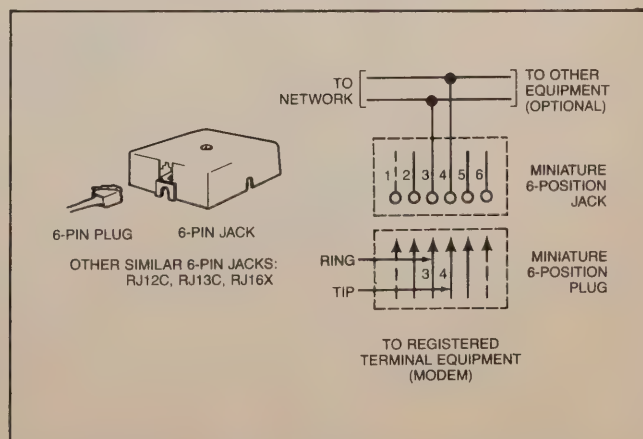 TO
NETWORK
TO OTHER
EQUIPMENT
(OPTIONAL)
1 2 3 4 5 6
MINIATURE
6-POSITION
JACK
6-PIN PLUG
6-PIN JACK
OTHER SIMILAR 6-PIN JACKS:
RJ12C, RJ13C, RJ16X
RING
TIP
3 4
MINIATURE
6-POSITION
PLUG
TO REGISTERED
TERMINAL EQUIPMENT
(MODEM)